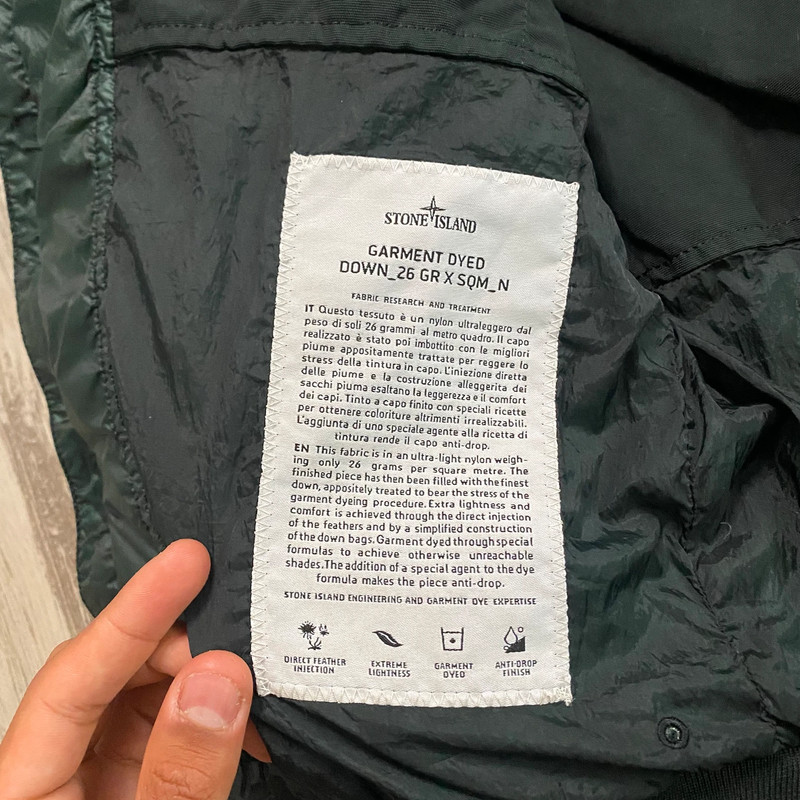 STONE ISLAND
GARMENT DYED
DOWN_26 GR X SQM_N
FABRIC RESEARCH AND TREATMENT
IT Questo tessuto è un nylon ultraleggero dal
peso di soli 26 grammi al metro quadro. Il capo
realizzato è stato poi imbottito con le migliori
piume appositamente trattate per reggere lo
stress della tintura in capo. L'iniezione diretta
delle piume e la costruzione alleggerita dei
sacchi piuma esaltano la leggerezza e il comfort
dei capi. Tinto a capo finito con speciali ricette
per ottenere coloriture altrimenti irrealizzabili.
L'aggiunta di uno speciale agente alla ricetta di
tintura rende il capo anti-drop.
EN This fabric is in an ultra-light nylon weigh-
ing only 26 grams per square metre. The
finished piece has then been filled with the finest
down, appositely treated to bear the stress of the
garment dyeing procedure. Extra lightness and
comfort is achieved through the direct injection
of the feathers and by a simplified construction
of the down bags. Garment dyed through special
formulas to achieve otherwise unreachable
shades. The addition of a special agent to the dye
formula makes the piece anti-drop.
STONE ISLAND ENGINEERING AND GARMENT DYE EXPERTISE
DIRECT FEATHER
INJECTION
EXTREME
LIGHTNESS
GARMENT
DYED
ANTI-DROP
FINISH